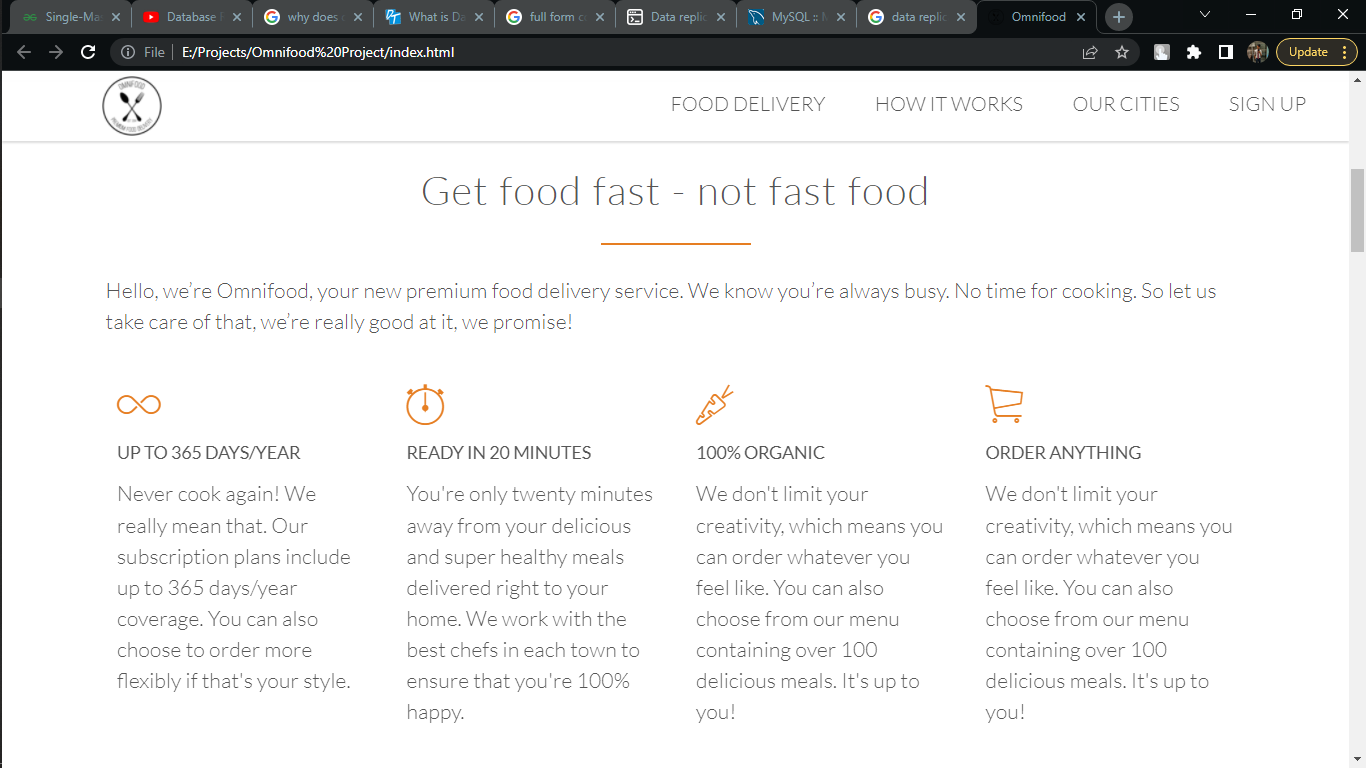 Single-Ma
Database
why does
What is Da
full form c
Data replic
MySQL ::
data replic
Omnifood
File
E:/Projects/Omnifood%20Project/index.html
Update
OMNIFOOD
PREMIUM FOOD DELIVERY
FOOD DELIVERY
HOW IT WORKS
OUR CITIES
SIGN UP
Get food fast - not fast food
Hello, we’re Omnifood, your new premium food delivery service. We know you’re always busy. No time for cooking. So let us
take care of that, we’re really good at it, we promise!
UP TO 365 DAYS/YEAR
Never cook again! We
really mean that. Our
subscription plans include
up to 365 days/year
coverage. You can also
choose to order more
flexibly if that's your style.
READY IN 20 MINUTES
You're only twenty minutes
away from your delicious
and super healthy meals
delivered right to your
home. We work with the
best chefs in each town to
ensure that you're 100%
happy.
100% ORGANIC
We don't limit your
creativity, which means you
can order whatever you
feel like. You can also
choose from our menu
containing over 100
delicious meals. It's up to
you!
ORDER ANYTHING
We don't limit your
creativity, which means you
can order whatever you
feel like. You can also
choose from our menu
containing over 100
delicious meals. It's up to
you!